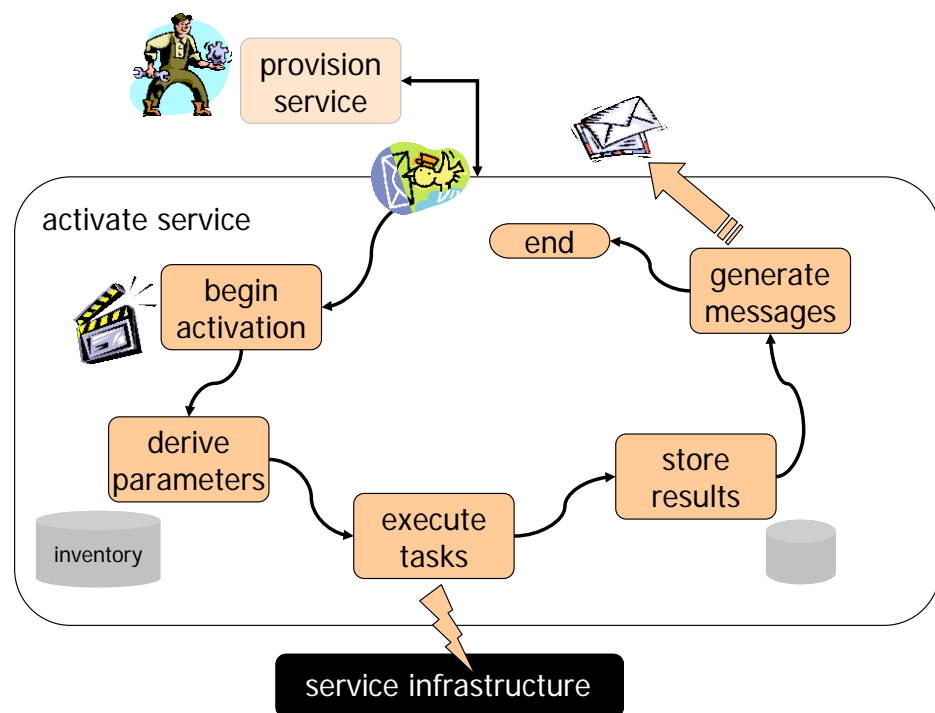 provision
service
activate service
end
begin
activation
generate
messages
derive
parameters
store
results
execute
tasks
inventory
service infrastructure